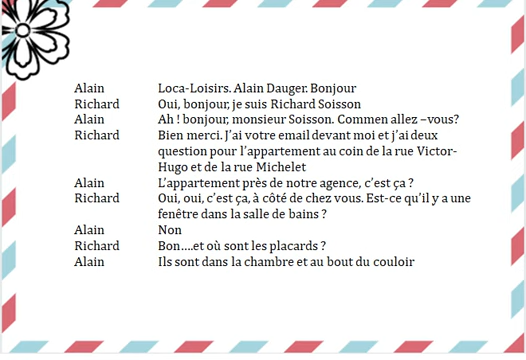 Alain Loca-Loisirs. Alain Dauger. Bonjour
Richard Oui, bonjour, je suis Richard Soisson
Alain Ah ! bonjour, monsieur Soisson. Commen allez –vous?
Richard Bien merci. J’ai votre email devant moi et j’ai deux
question pour l’appartement au coin de la rue Victor-
Hugo et de la rue Michelet
Alain L’appartement près de notre agence, c’est ça ?
Richard Oui, oui, c’est ça, à côté de chez vous. Est-ce qu’il y a une
fenêtre dans la salle de bains ?
Alain Non
Richard Bon….et où sont les placards ?
Alain Ils sont dans la chambre et au bout du couloir